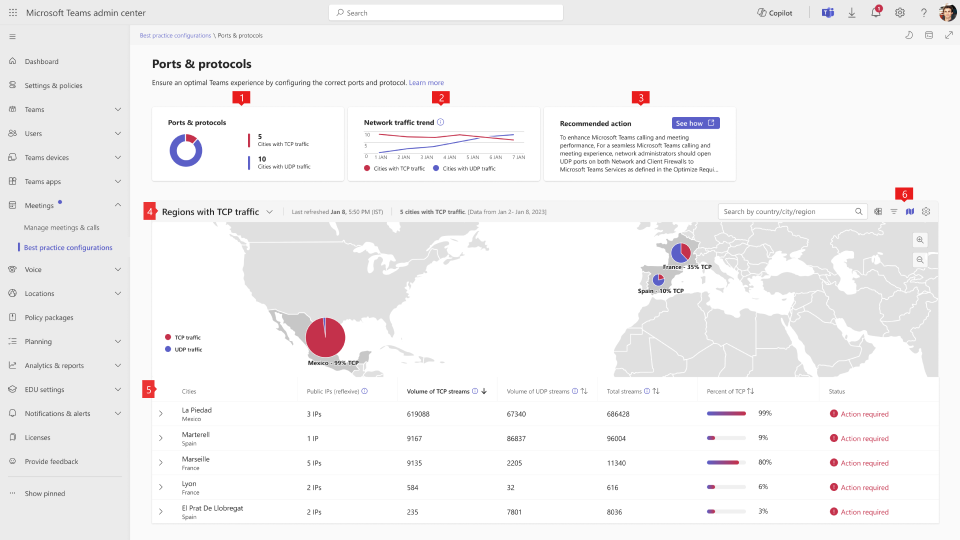 Microsoft Teams admin center
Search
Copilot
1
Dashboard
Settings & policies
Teams
Users
Teams devices
Teams apps
Meetings
Manage meetings & calls
Best practice configurations
Voice
Locations
Policy packages
Planning
Analytics & reports
EDU settings
Notifications & alerts
Licenses
Provide feedback
Show pinned
Best practice configurations \ Ports & protocols
Ports & protocols
Ensure an optimal Teams experience by configuring the correct ports and protocol. Learn more
1
Ports & protocols
5
Cities with TCP traffic
10
Cities with UDP traffic
2
Network traffic trend
10
5
0
1 JAN 2 JAN 3 JAN 4 JAN 5 JAN 6 JAN 7 JAN
Cities with TCP traffic Cities with UDP traffic
3
Recommended action See how
To enhance Microsoft Teams calling and meeting
performance, For a seamless Microsoft Teams calling and
meeting experience, network administrators should open
UDP ports on both Network and Client Firewalls to
Microsoft Teams Services as defined in the Optimize Requi...
4
Regions with TCP traffic Last refreshed Jan 8, 5:50 PM (IST) 5 cities with TCP traffic. (Data from Jan 2- Jan 8, 2023) Search by country/city/region
6
France - 35% TCP
Spain - 10% TCP
Mexico - 99% TCP
TCP traffic
UDP traffic
5
Cities Public IPs (reflexive) Volume of TCP streams Volume of UDP streams Total streams Percent of TCP Status
La Piedad
Mexico
3 IPs 619088 67340 686428 99% Action required
Marterell
Spain
1 IP 9167 86837 96004 9% Action required
Marseille
France
5 IPs 9135 2205 11340 80% Action required
Lyon
France
2 IPs 584 32 616 6% Action required
El Prat De Llobregat
Spain
2 IPs 235 7801 8036 3% Action required